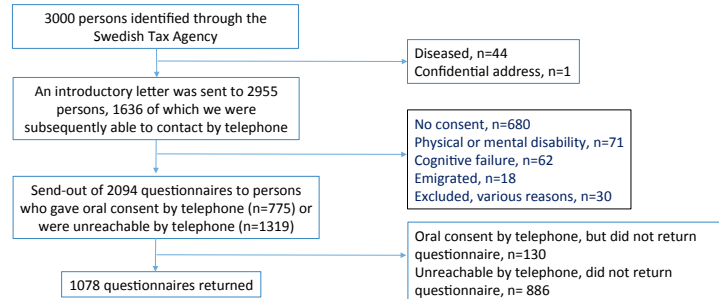 3000 persons identified through the
Swedish Tax Agency
Diseased, n=44
Confidential address, n=1
An introductory letter was sent to 2955
persons, 1636 of which we were
subsequently able to contact by telephone
No consent, n=680
Physical or mental disability, n=71
Cognitive failure, n=62
Emigrated, n=18
Excluded, various reasons, n=30
Send-out of 2094 questionnaires to persons
who gave oral consent by telephone (n=775) or
were unreachable by telephone (n=1319)
Oral consent by telephone, but did not return
questionnaire, n=130
Unreachable by telephone, did not return
questionnaire, n= 886
1078 questionnaires returned